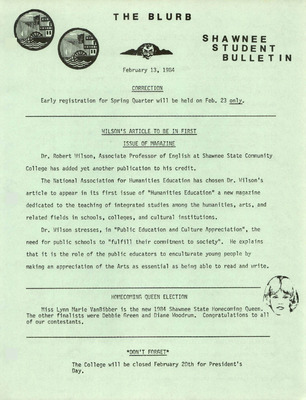 THE BLURB
SHAWNEE
STUDENT
BULLETIN
February 13, 1984
CORRECTION
Early registration for Spring Quarter will be held on Feb. 23 only.
WILSON'S ARTICLE TO BE IN FIRST
ISSUE OF MAGAZINE
Dr. Robert Wilson, Associate Professor of English at Shawnee State Community
College has added yet another publication to his credit.
The National Association for Humanities Education has chosen Dr. Wilson's
article to appear in its first issue of "Humanities Education" a new magazine
dedicated to the teaching of integrated studies among the humanities, arts, and
related fields in schools, colleges, and cultural institutions.
Dr. Wilson stresses, in "Public Education and Culture Appreciation", the
need for public schools to "fulfill their commitment to society". He explains
that it is the role of the public educators to enculturate young people by
making an appreciation of the Arts as essential as being able to read and write.
HOMECOMING QUEEN ELECTION
Miss Lynn Marie VanBibber is the new 1984 Shawnee State Homecoming Queen.
The other finalists were Debbie Breen and Diane Woodrum. Congratulations to all
of our contestants.
*DON'T FORGET*
The College will be closed February 20th for President's
Day.